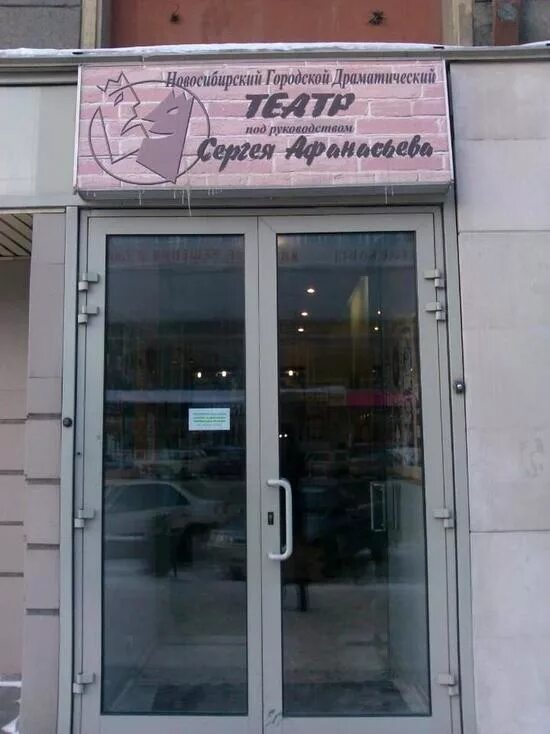 Новосибирский Городской Драматический
ТЕАТР
под руководством
Сергея Афанасьева